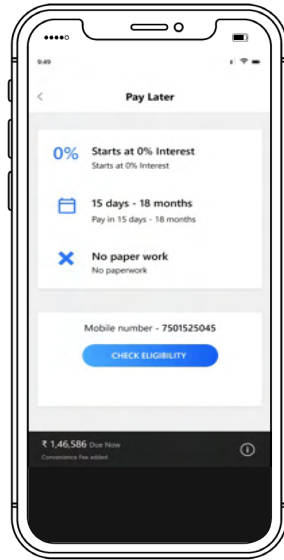 9:49
Pay Later
0%
Starts at 0% Interest
Starts at 0% Interest
15 days - 18 months
Pay in 15 days - 18 months
No paper work
No paperwork
Mobile number - 7501525045
CHECK ELIGIBILITY
₹ 1,46,586 Due Now
Convenience Fee added